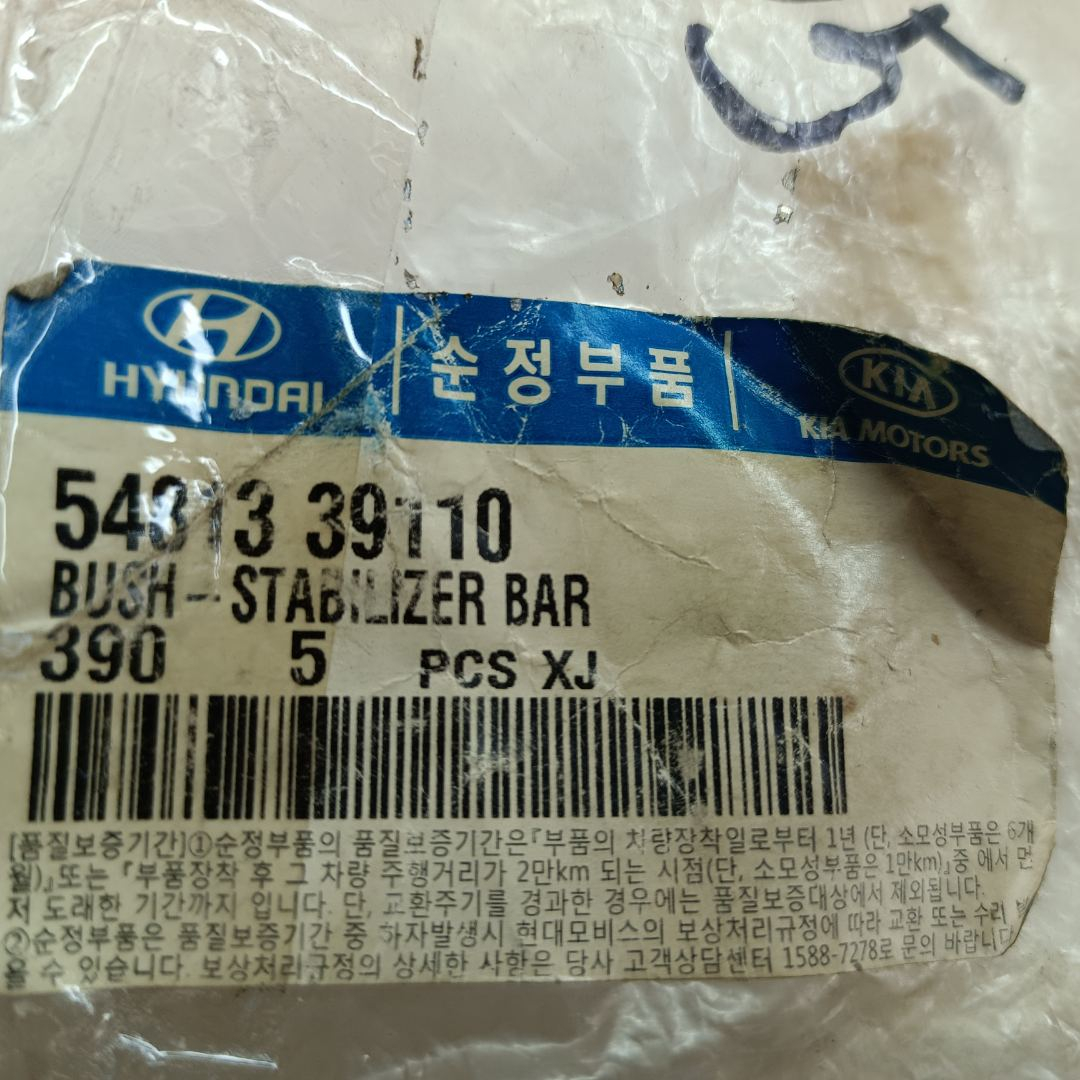 HYUNDAI
순정부품
KIA
KIA MOTORS
54813 39110
BUSH-STABILIZER BAR
390 5 PCS XJ
[품질보증기간]①순정부품의 품질보증기간은『부품의 차량장착일로부터 1년 (단, 소모성부품은 6개
월)』또는 『부품장착 후 그 차량 주행거리가 2만km 되는 시점(단, 소모성부품은 1만km)』중 에서 먼
저 도래한 기간까지 입니다. 단, 교환주기를 경과한 경우에는 품질보증대상에서 제외됩니다.
②순정부품은 품질보증기간 중 하자발생시 현대모비스의 보상처리규정에 따라 교환 또는 수리
을 수 있습니다. 보상처리규정의 상세한 사항은 당사 고객상담센터 1588-7278로 문의 바랍니다